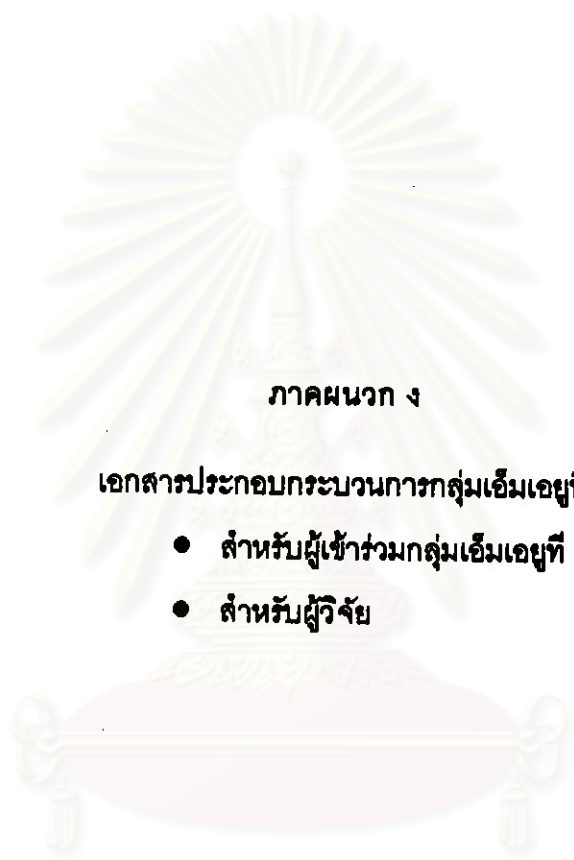 ภาคผนวก ง
เอกสารประกอบกระบวนการกลุ่มเอ็มเอยูที
● สำหรับผู้เข้าร่วมกลุ่มเอ็มเอยูที
● สำหรับผู้วิจัย